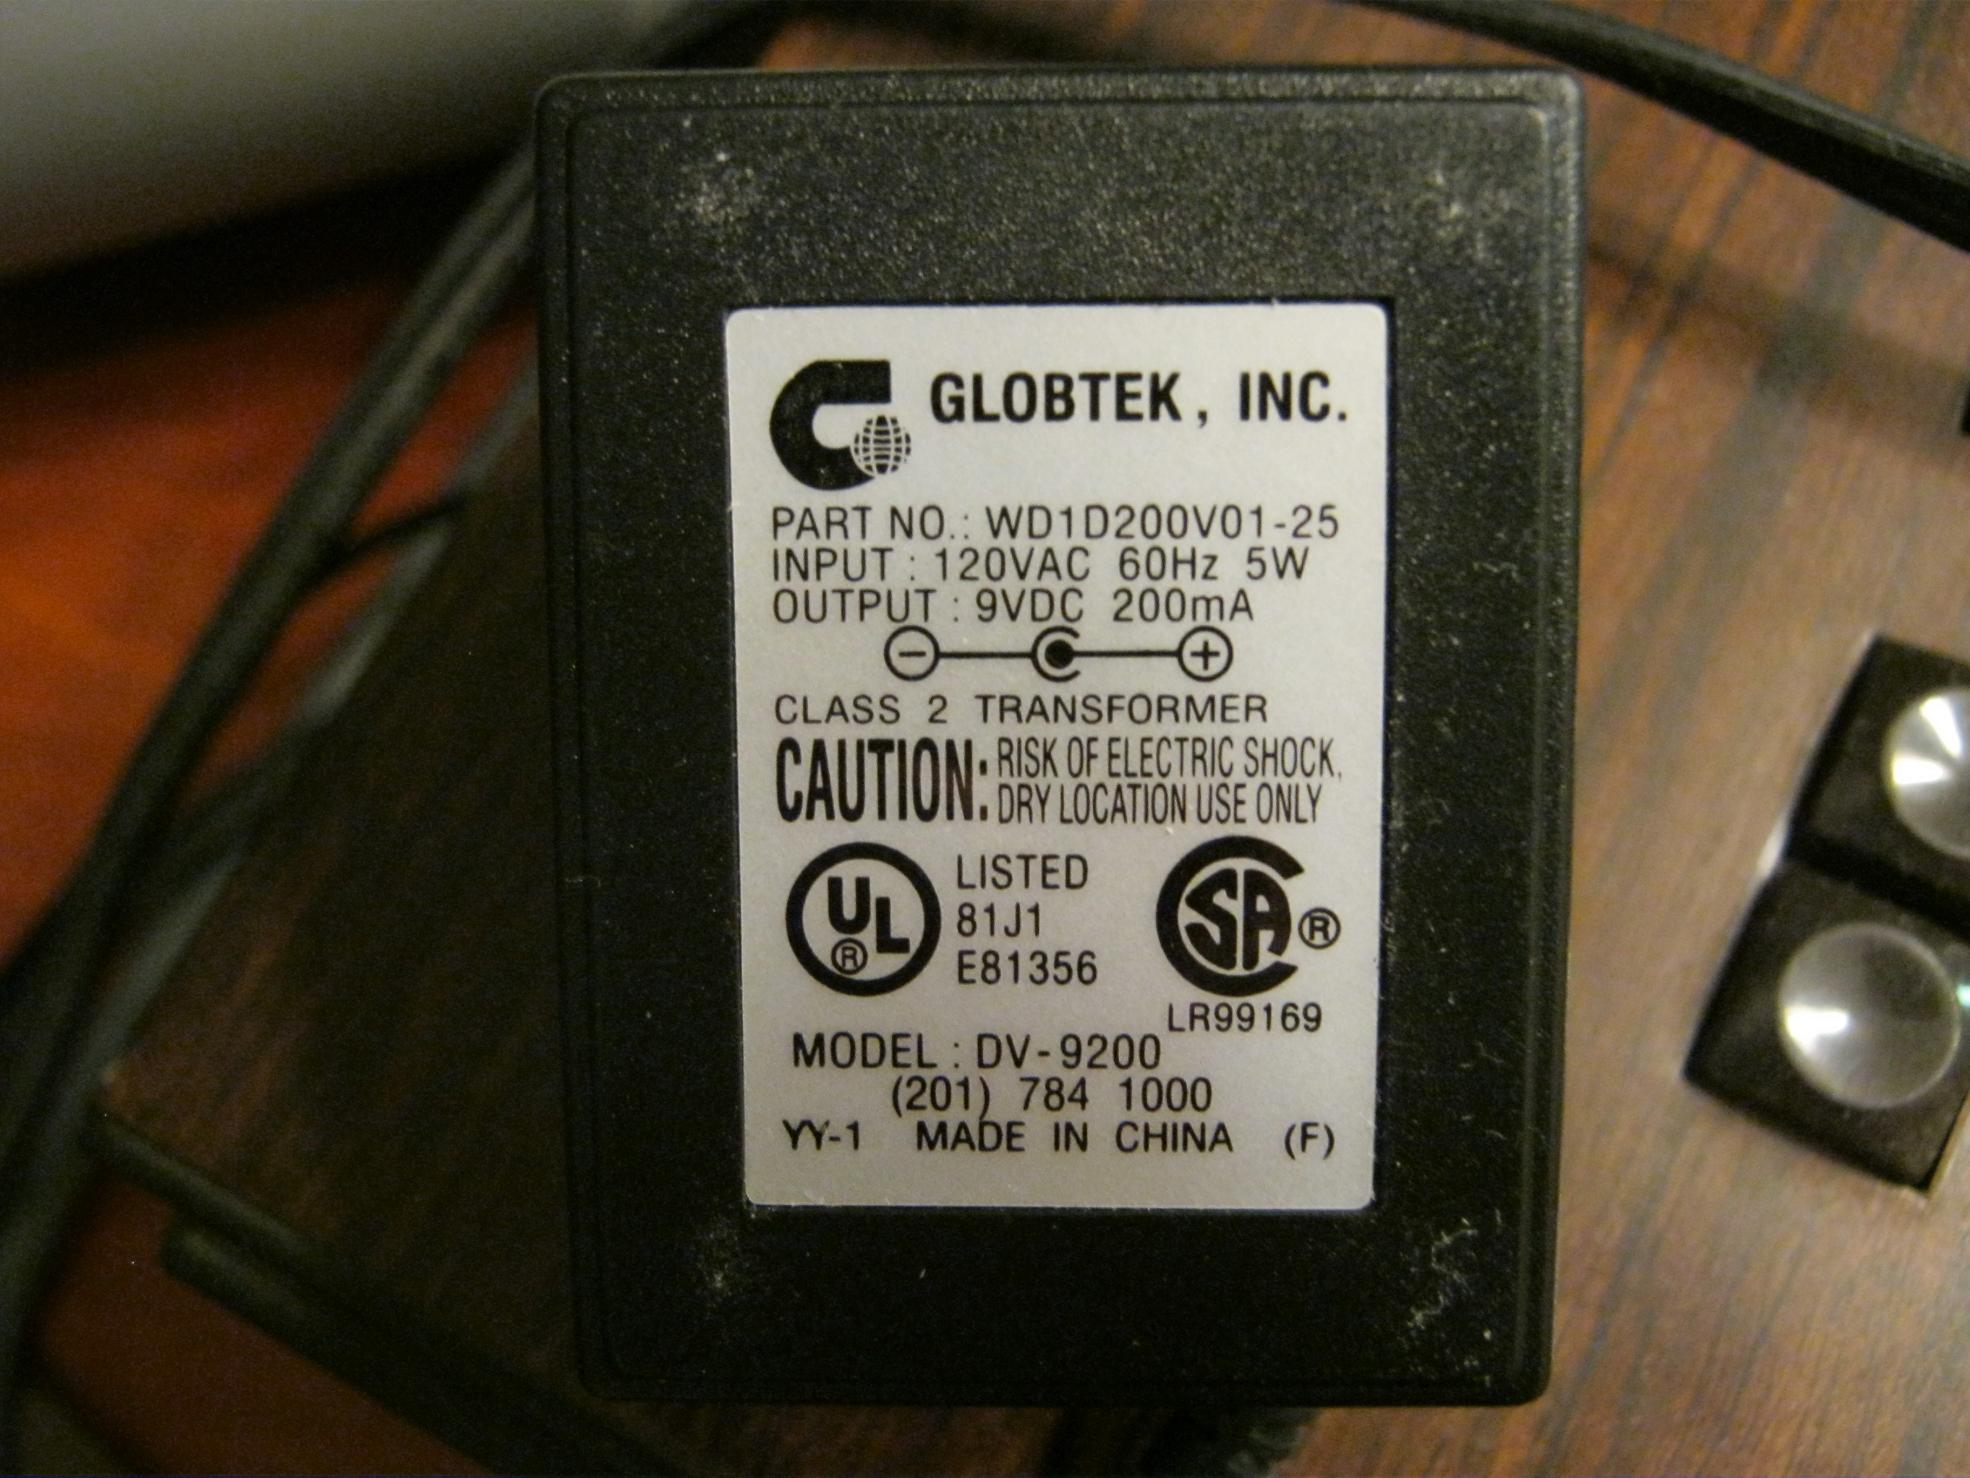 GLOBTEK, INC.
PART NO.: WD1D200V01-25
INPUT : 120VAC 60Hz 5W
OUTPUT : 9VDC 200mA
CLASS 2 TRANSFORMER
CAUTION: RISK OF ELECTRIC SHOCK,
DRY LOCATION USE ONLY
UL ®
LISTED
81J1
E81356
SA ®
LR99169
MODEL : DV-9200
(201) 784 1000
YY-1 MADE IN CHINA (F)